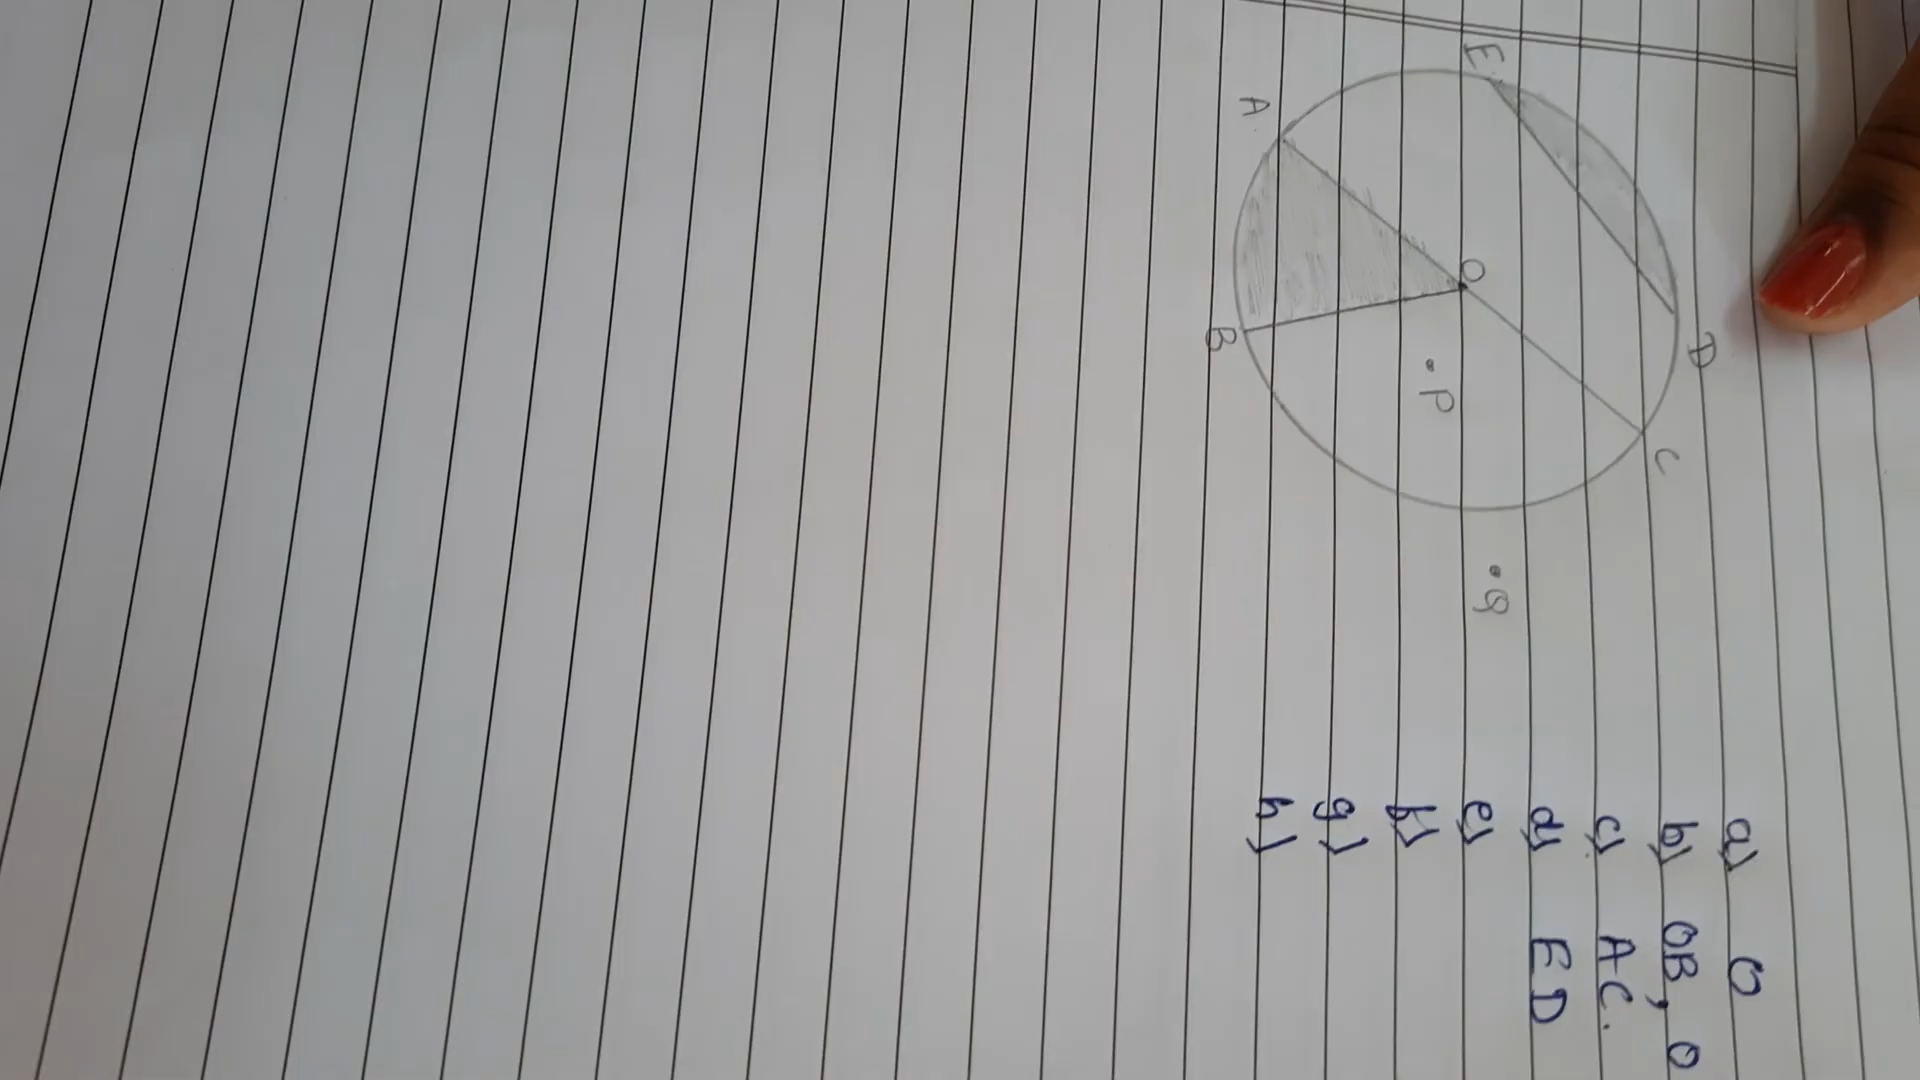 E
A
O
D
B
P
C
Q
a) O
b) OB, O
c) AC.
d) ED
e)
f)
g)
h)